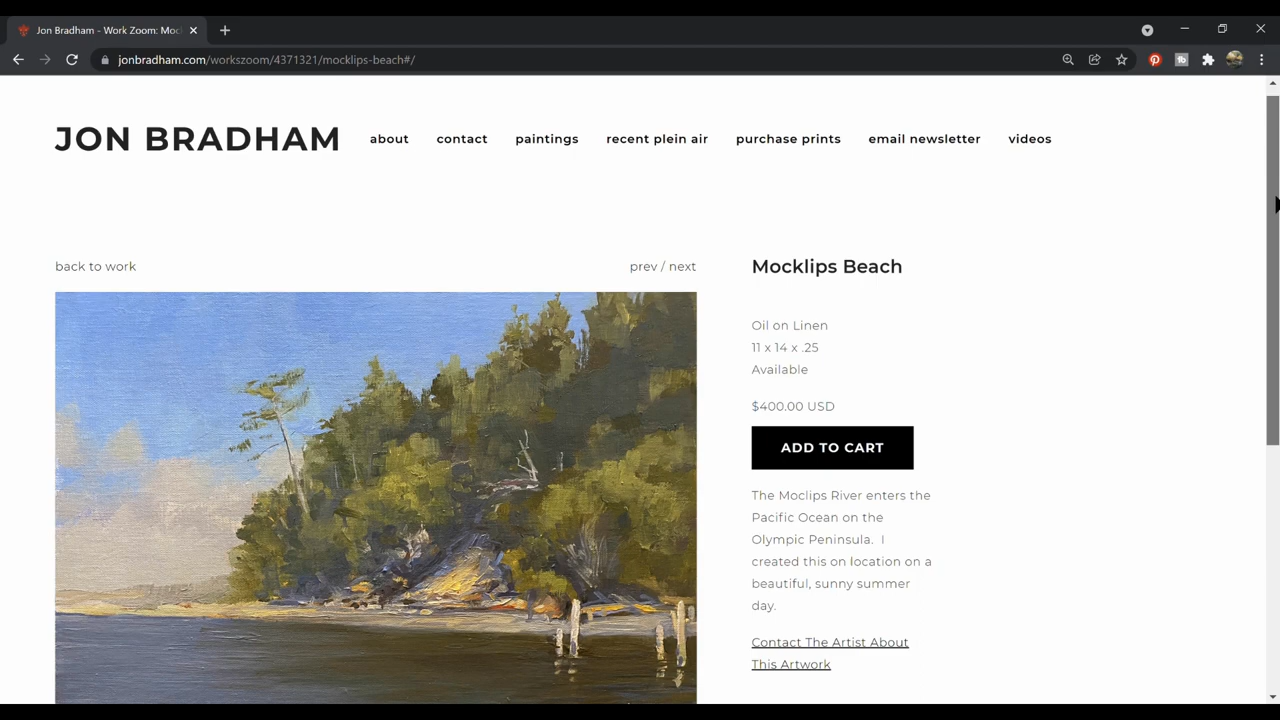 Jon Bradham - Work Zoom: Moc
jonbradham.com/workszoom/4371321/mocklips-beach#/
JON BRADHAM
about contact paintings recent plein air purchase prints email newsletter videos
back to work
prev / next
Mocklips Beach
Oil on Linen
11 x 14 x .25
Available
$400.00 USD
ADD TO CART
The Moclips River enters the
Pacific Ocean on the
Olympic Peninsula. I
created this on location on a
beautiful, sunny summer
day.
Contact The Artist About
This Artwork